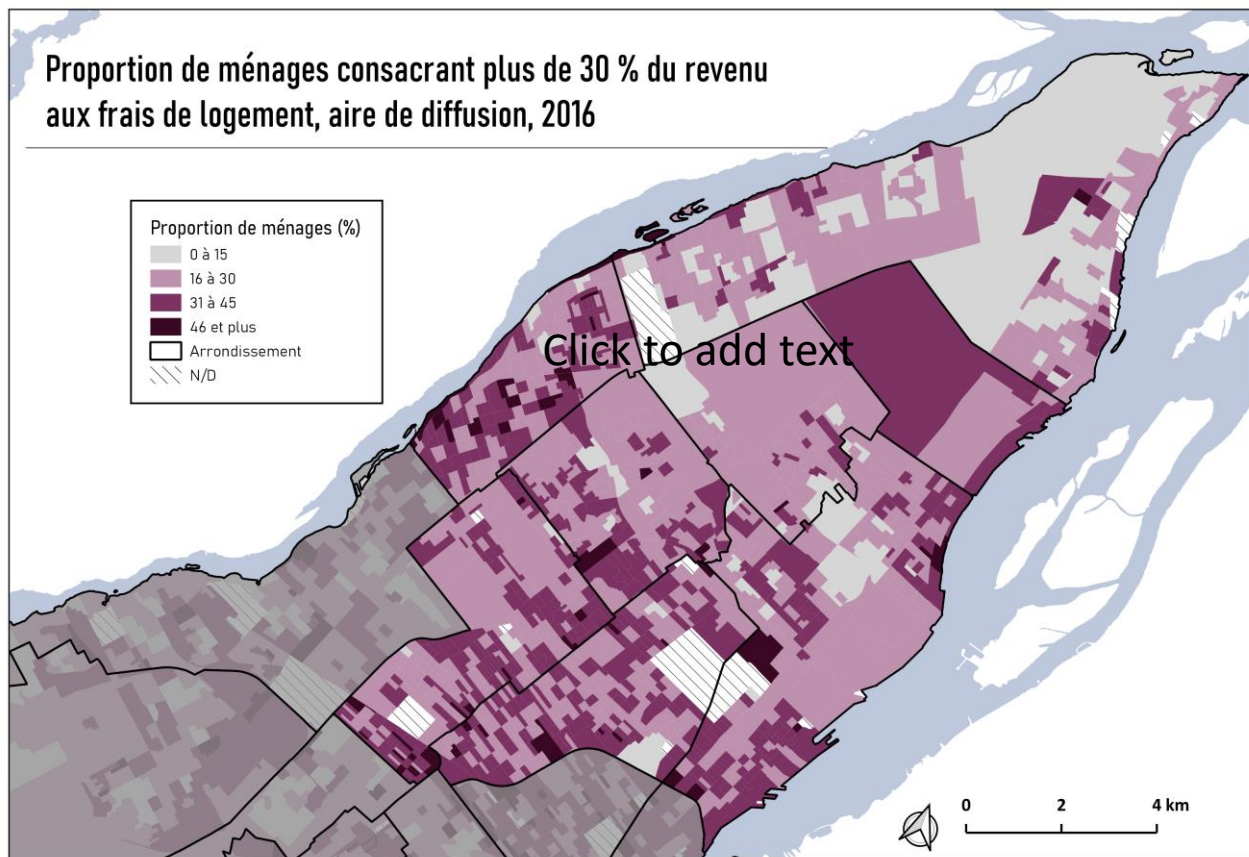 Proportion de ménages consacrant plus de 30 % du revenu
aux frais de logement, aire de diffusion, 2016
Proportion de ménages (%)
0 à 15
16 à 30
31 à 45
46 et plus
Arrondissement
N/D
Click to add text
0 2 4 km